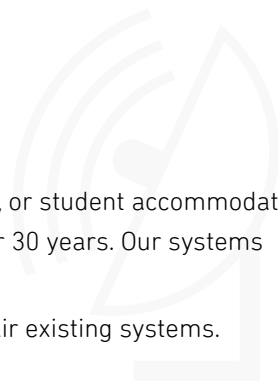 , or student accommodat
r 30 years. Our systems
ir existing systems.